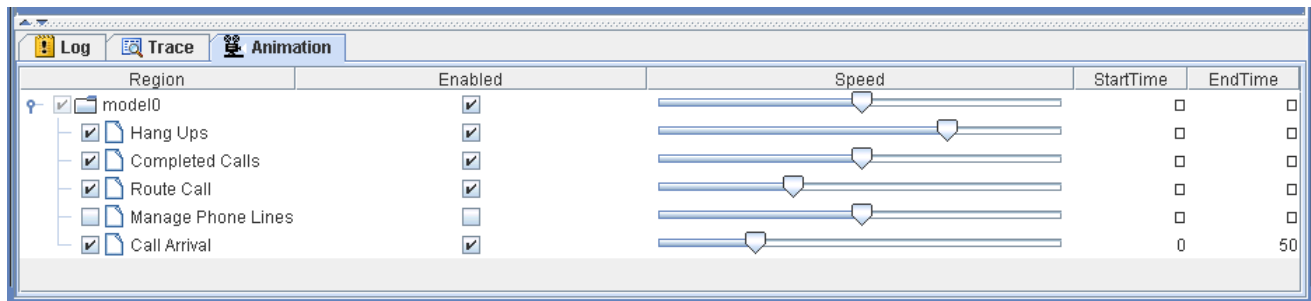 Log Trace Animation
Region Enabled Speed StartTime EndTime
model0
Hang Ups
Completed Calls
Route Call
Manage Phone Lines
Call Arrival 0 50